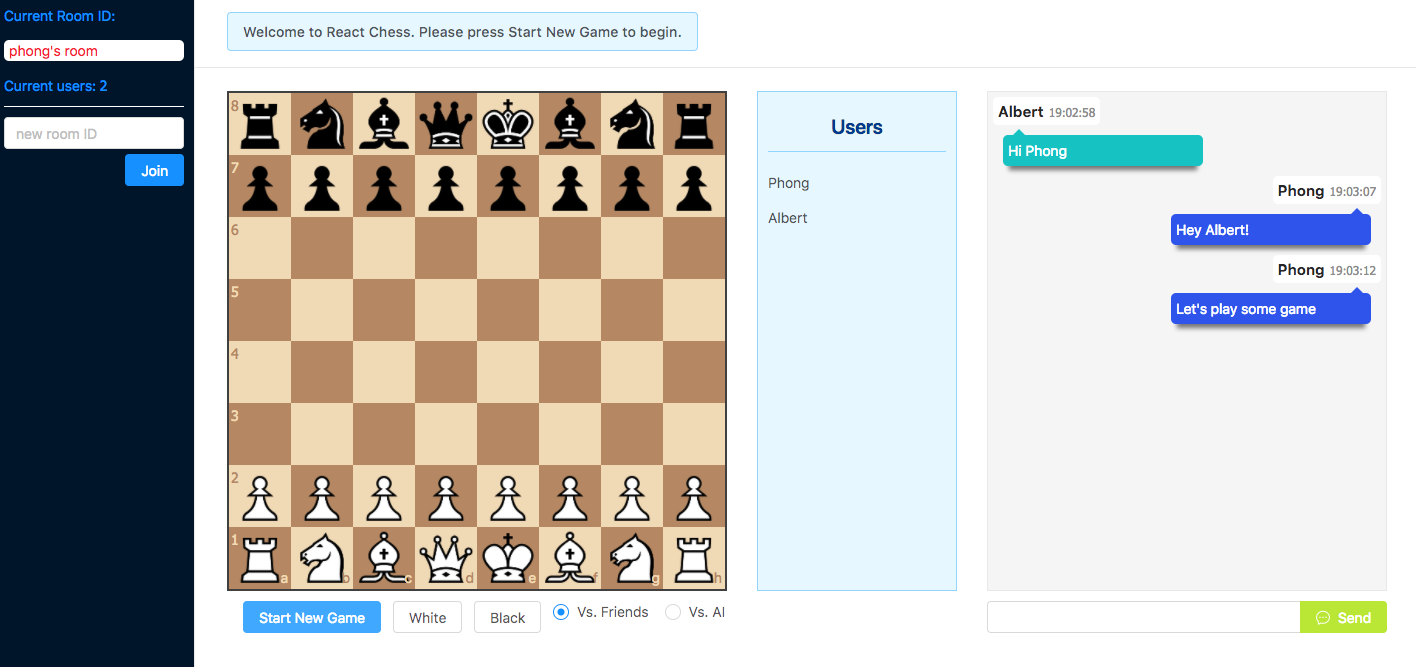 Current Room ID:
phong's room
Current users: 2
new room ID
Join
Welcome to React Chess. Please press Start New Game to begin.
8
7
6
5
4
3
2
1
a b c d e f g h
Start New Game
White
Black
Vs. Friends
Vs. AI
Users
Phong
Albert
Albert 19:02:58
Hi Phong
Phong 19:03:07
Hey Albert!
Phong 19:03:12
Let's play some game
Send